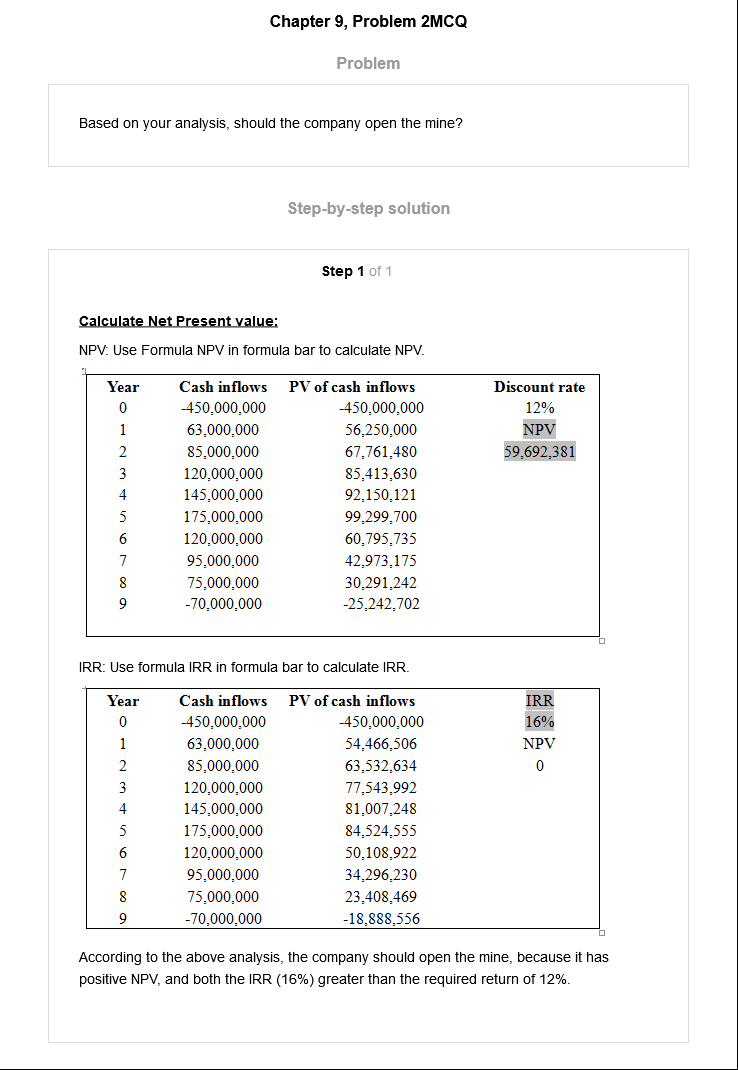 Chapter 9, Problem 2MCQ
Problem
Based on your analysis, should the company open the mine?
Step-by-step solution
Step 1 of 1
Calculate Net Present value:
NPV: Use Formula NPV in formula bar to calculate NPV.
Year Cash inflows PV of cash inflows Discount rate
0 -450,000,000 -450,000,000 12%
1 63,000,000 56,250,000 NPV
2 85,000,000 67,761,480 59,692,381
3 120,000,000 85,413,630
4 145,000,000 92,150,121
5 175,000,000 99,299,700
6 120,000,000 60,795,735
7 95,000,000 42,973,175
8 75,000,000 30,291,242
9 -70,000,000 -25,242,702
IRR: Use formula IRR in formula bar to calculate IRR.
Year Cash inflows PV of cash inflows IRR
0 -450,000,000 -450,000,000 16%
1 63,000,000 54,466,506 NPV
2 85,000,000 63,532,634 0
3 120,000,000 77,543,992
4 145,000,000 81,007,248
5 175,000,000 84,524,555
6 120,000,000 50,108,922
7 95,000,000 34,296,230
8 75,000,000 23,408,469
9 -70,000,000 -18,888,556
According to the above analysis, the company should open the mine, because it has
positive NPV, and both the IRR (16%) greater than the required return of 12%.